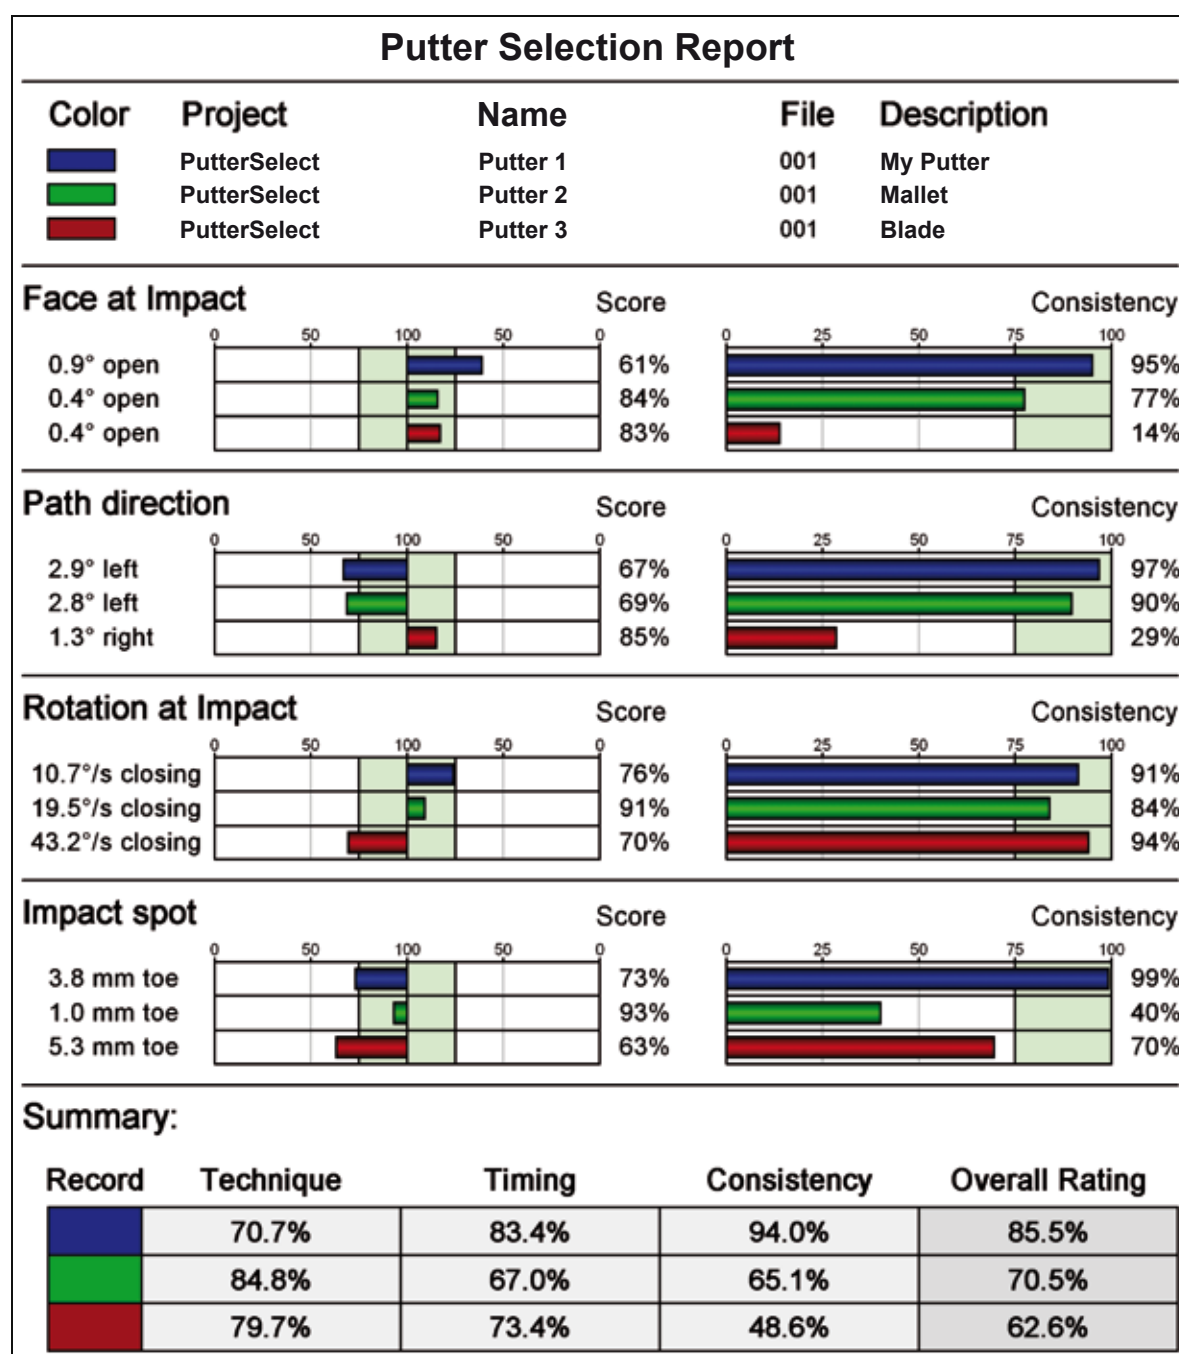 Putter Selection Report
Color Project Name File Description
PutterSelect Putter 1 001 My Putter
PutterSelect Putter 2 001 Mallet
PutterSelect Putter 3 001 Blade
Face at Impact Score Consistency
0 50 100 50 0 0 25 50 75 100
0.9° open 61% 95%
0.4° open 84% 77%
0.4° open 83% 14%
Path direction Score Consistency
0 50 100 50 0 0 25 50 75 100
2.9° left 67% 97%
2.8° left 69% 90%
1.3° right 85% 29%
Rotation at Impact Score Consistency
0 50 100 50 0 0 25 50 75 100
10.7°/s closing 76% 91%
19.5°/s closing 91% 84%
43.2°/s closing 70% 94%
Impact spot Score Consistency
0 50 100 50 0 0 25 50 75 100
3.8 mm toe 73% 99%
1.0 mm toe 93% 40%
5.3 mm toe 63% 70%
Summary:
Record Technique Timing Consistency Overall Rating
70.7% 83.4% 94.0% 85.5%
84.8% 67.0% 65.1% 70.5%
79.7% 73.4% 48.6% 62.6%